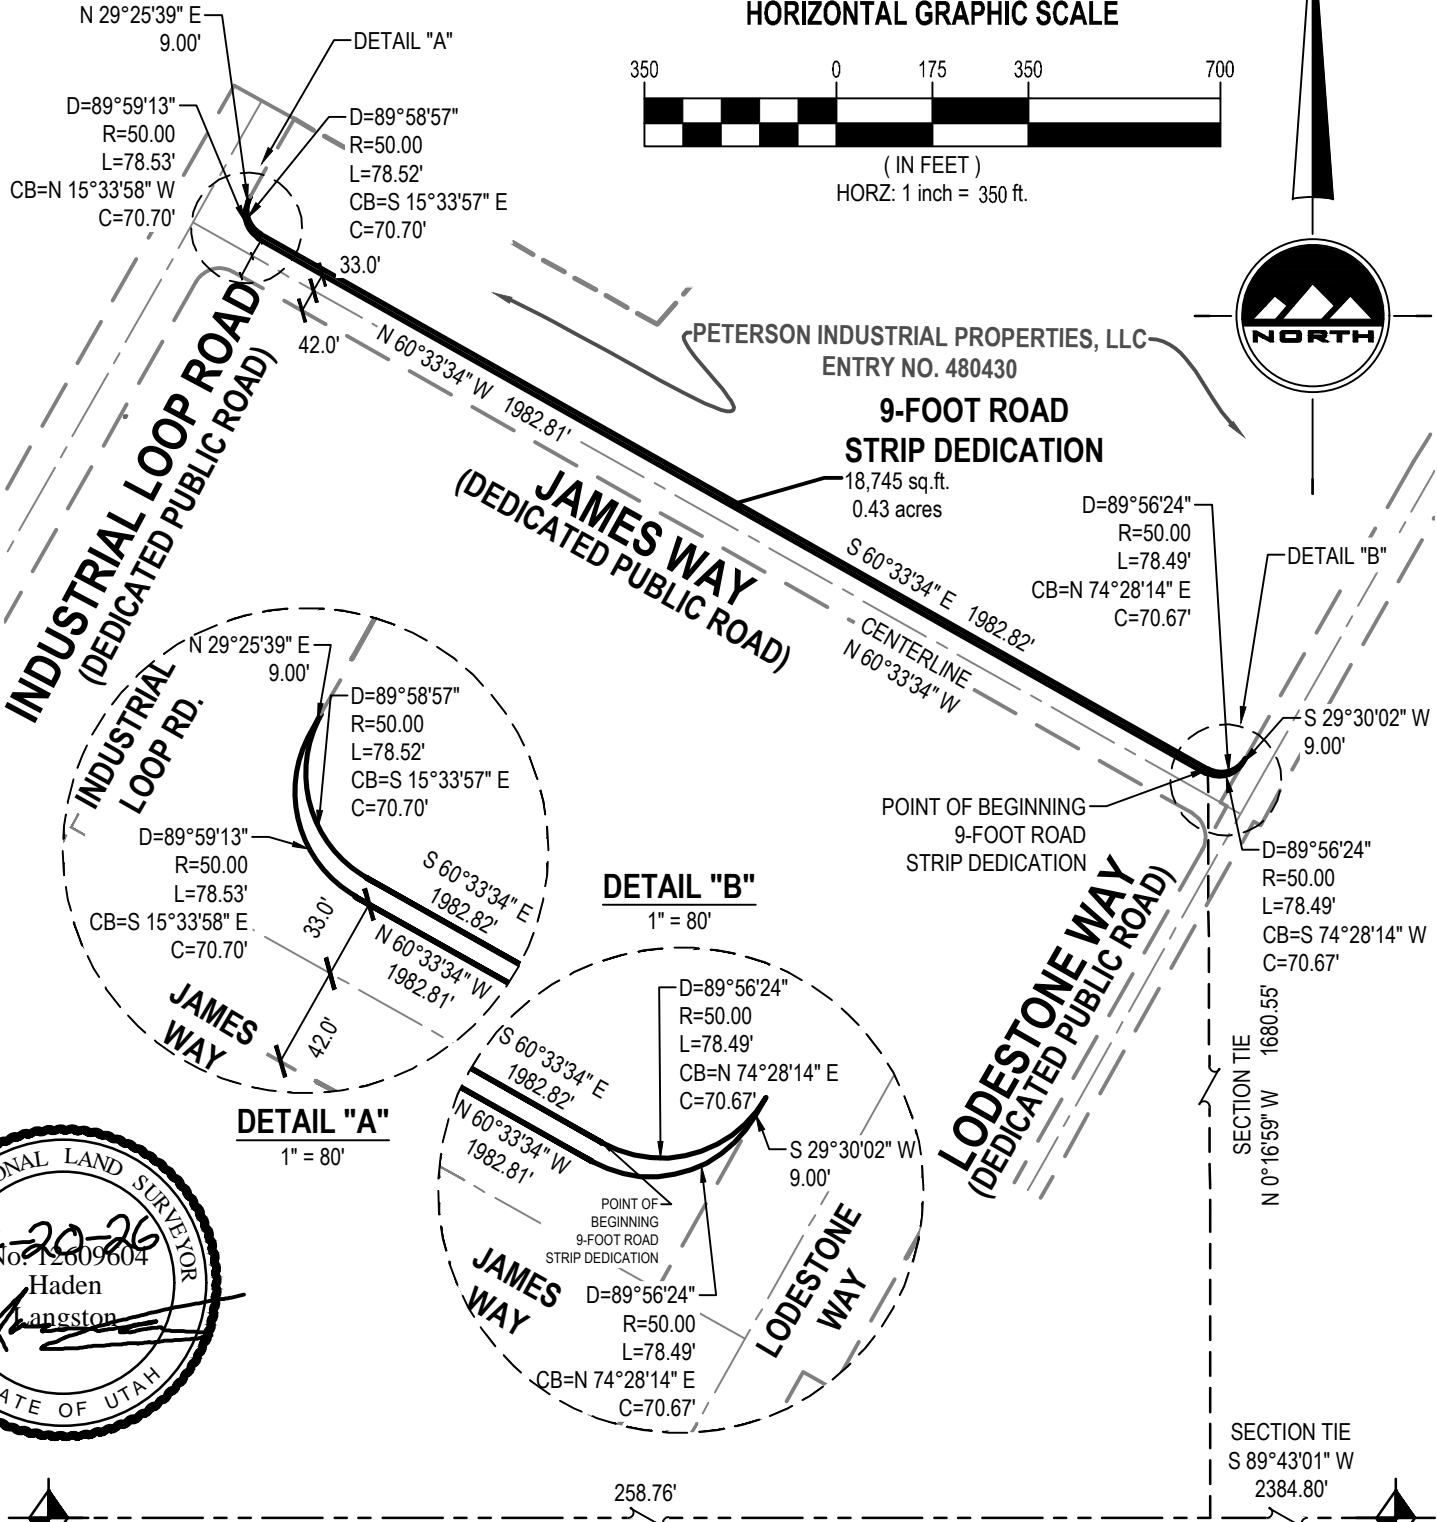 N 29°25'39" E
9.00'
DETAIL "A"
D=89°59'13"
R=50.00
L=78.53'
CB=N 15°33'58" W
C=70.70'
D=89°58'57"
R=50.00
L=78.52'
CB=S 15°33'57" E
C=70.70'
HORIZONTAL GRAPHIC SCALE
350 0 175 350 700
( IN FEET )
HORZ: 1 inch = 350 ft.
NORTH
33.0'
42.0'
N 60°33'34" W 1982.81'
PETERSON INDUSTRIAL PROPERTIES, LLC
ENTRY NO. 480430
9-FOOT ROAD
STRIP DEDICATION
18,745 sq.ft.
0.43 acres
INDUSTRIAL LOOP ROAD
(DEDICATED PUBLIC ROAD)
JAMES WAY
(DEDICATED PUBLIC ROAD)
S 60°33'34" E 1982.82'
CENTERLINE
N 60°33'34" W
D=89°56'24"
R=50.00
L=78.49'
CB=N 74°28'14" E
C=70.67'
DETAIL "B"
S 29°30'02" W
9.00'
POINT OF BEGINNING
9-FOOT ROAD
STRIP DEDICATION
D=89°56'24"
R=50.00
L=78.49'
CB=S 74°28'14" W
C=70.67'
LODESTONE WAY
(DEDICATED PUBLIC ROAD)
SECTION TIE
N 0°16'59" W 1680.55'
N 29°25'39" E
9.00'
INDUSTRIAL
LOOP RD.
D=89°58'57"
R=50.00
L=78.52'
CB=S 15°33'57" E
C=70.70'
D=89°59'13"
R=50.00
L=78.53'
CB=S 15°33'58" E
C=70.70'
S 60°33'34" E
1982.82'
N 60°33'34" W
1982.81'
33.0'
42.0'
JAMES
WAY
DETAIL "A"
1" = 80'
DETAIL "B"
1" = 80'
D=89°56'24"
R=50.00
L=78.49'
CB=N 74°28'14" E
C=70.67'
S 60°33'34" E
1982.82'
N 60°33'34" W
1982.81'
S 29°30'02" W
9.00'
POINT OF
BEGINNING
9-FOOT ROAD
STRIP DEDICATION
JAMES
WAY
LODESTONE
WAY
D=89°56'24"
R=50.00
L=78.49'
CB=N 74°28'14" E
C=70.67'
ONAL LAND SURVEYOR
-20-26
No. 12609604
Haden
Langston
ATE OF UTAH
SECTION TIE
S 89°43'01" W
2384.80'
258.76'